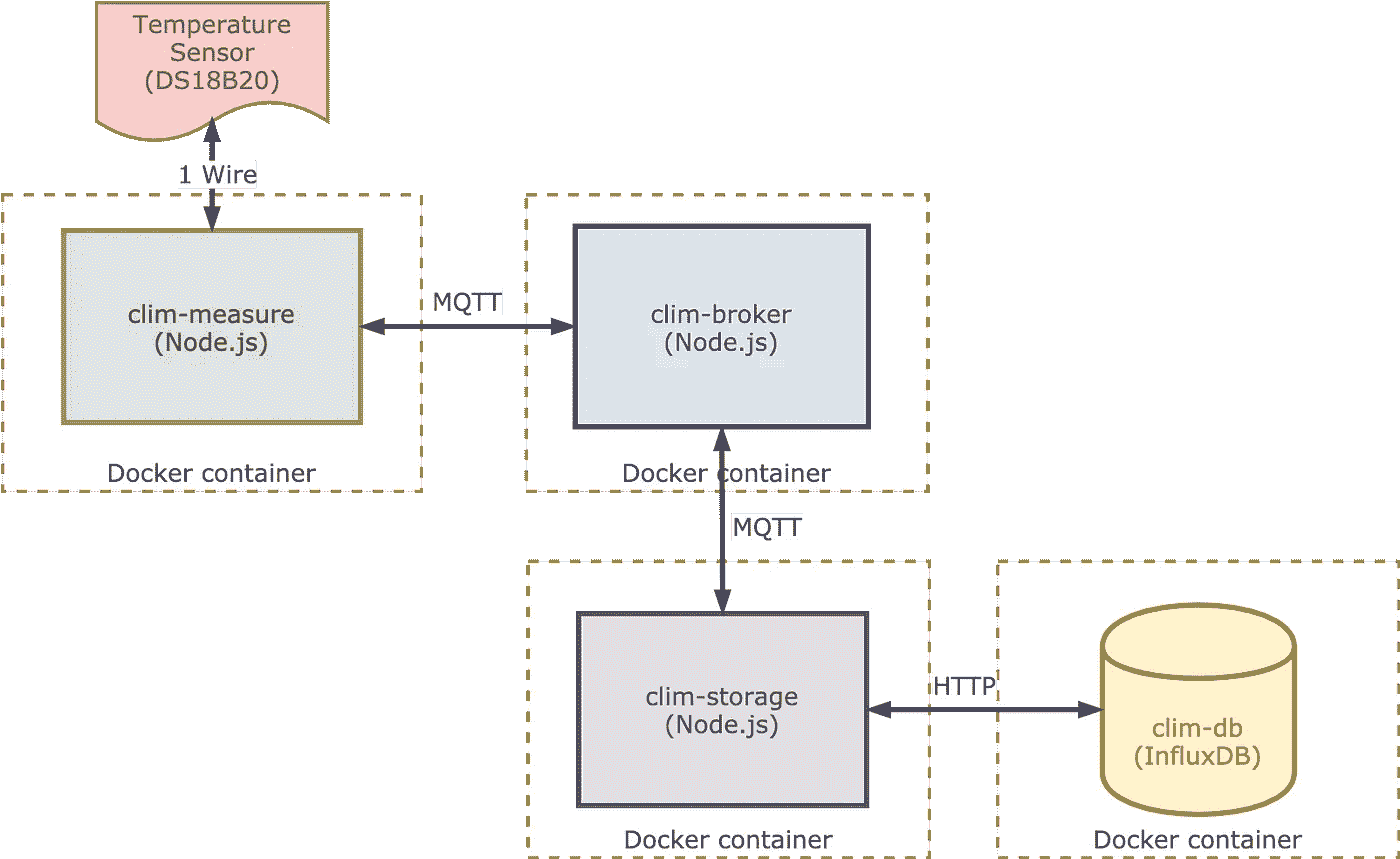 Temperature
Sensor
(DS18B20)
1 Wire
clim-measure
(Node.js)
Docker container
MQTT
clim-broker
(Node.js)
Docker container
MQTT
clim-storage
(Node.js)
Docker container
HTTP
clim-db
(InfluxDB)
Docker container